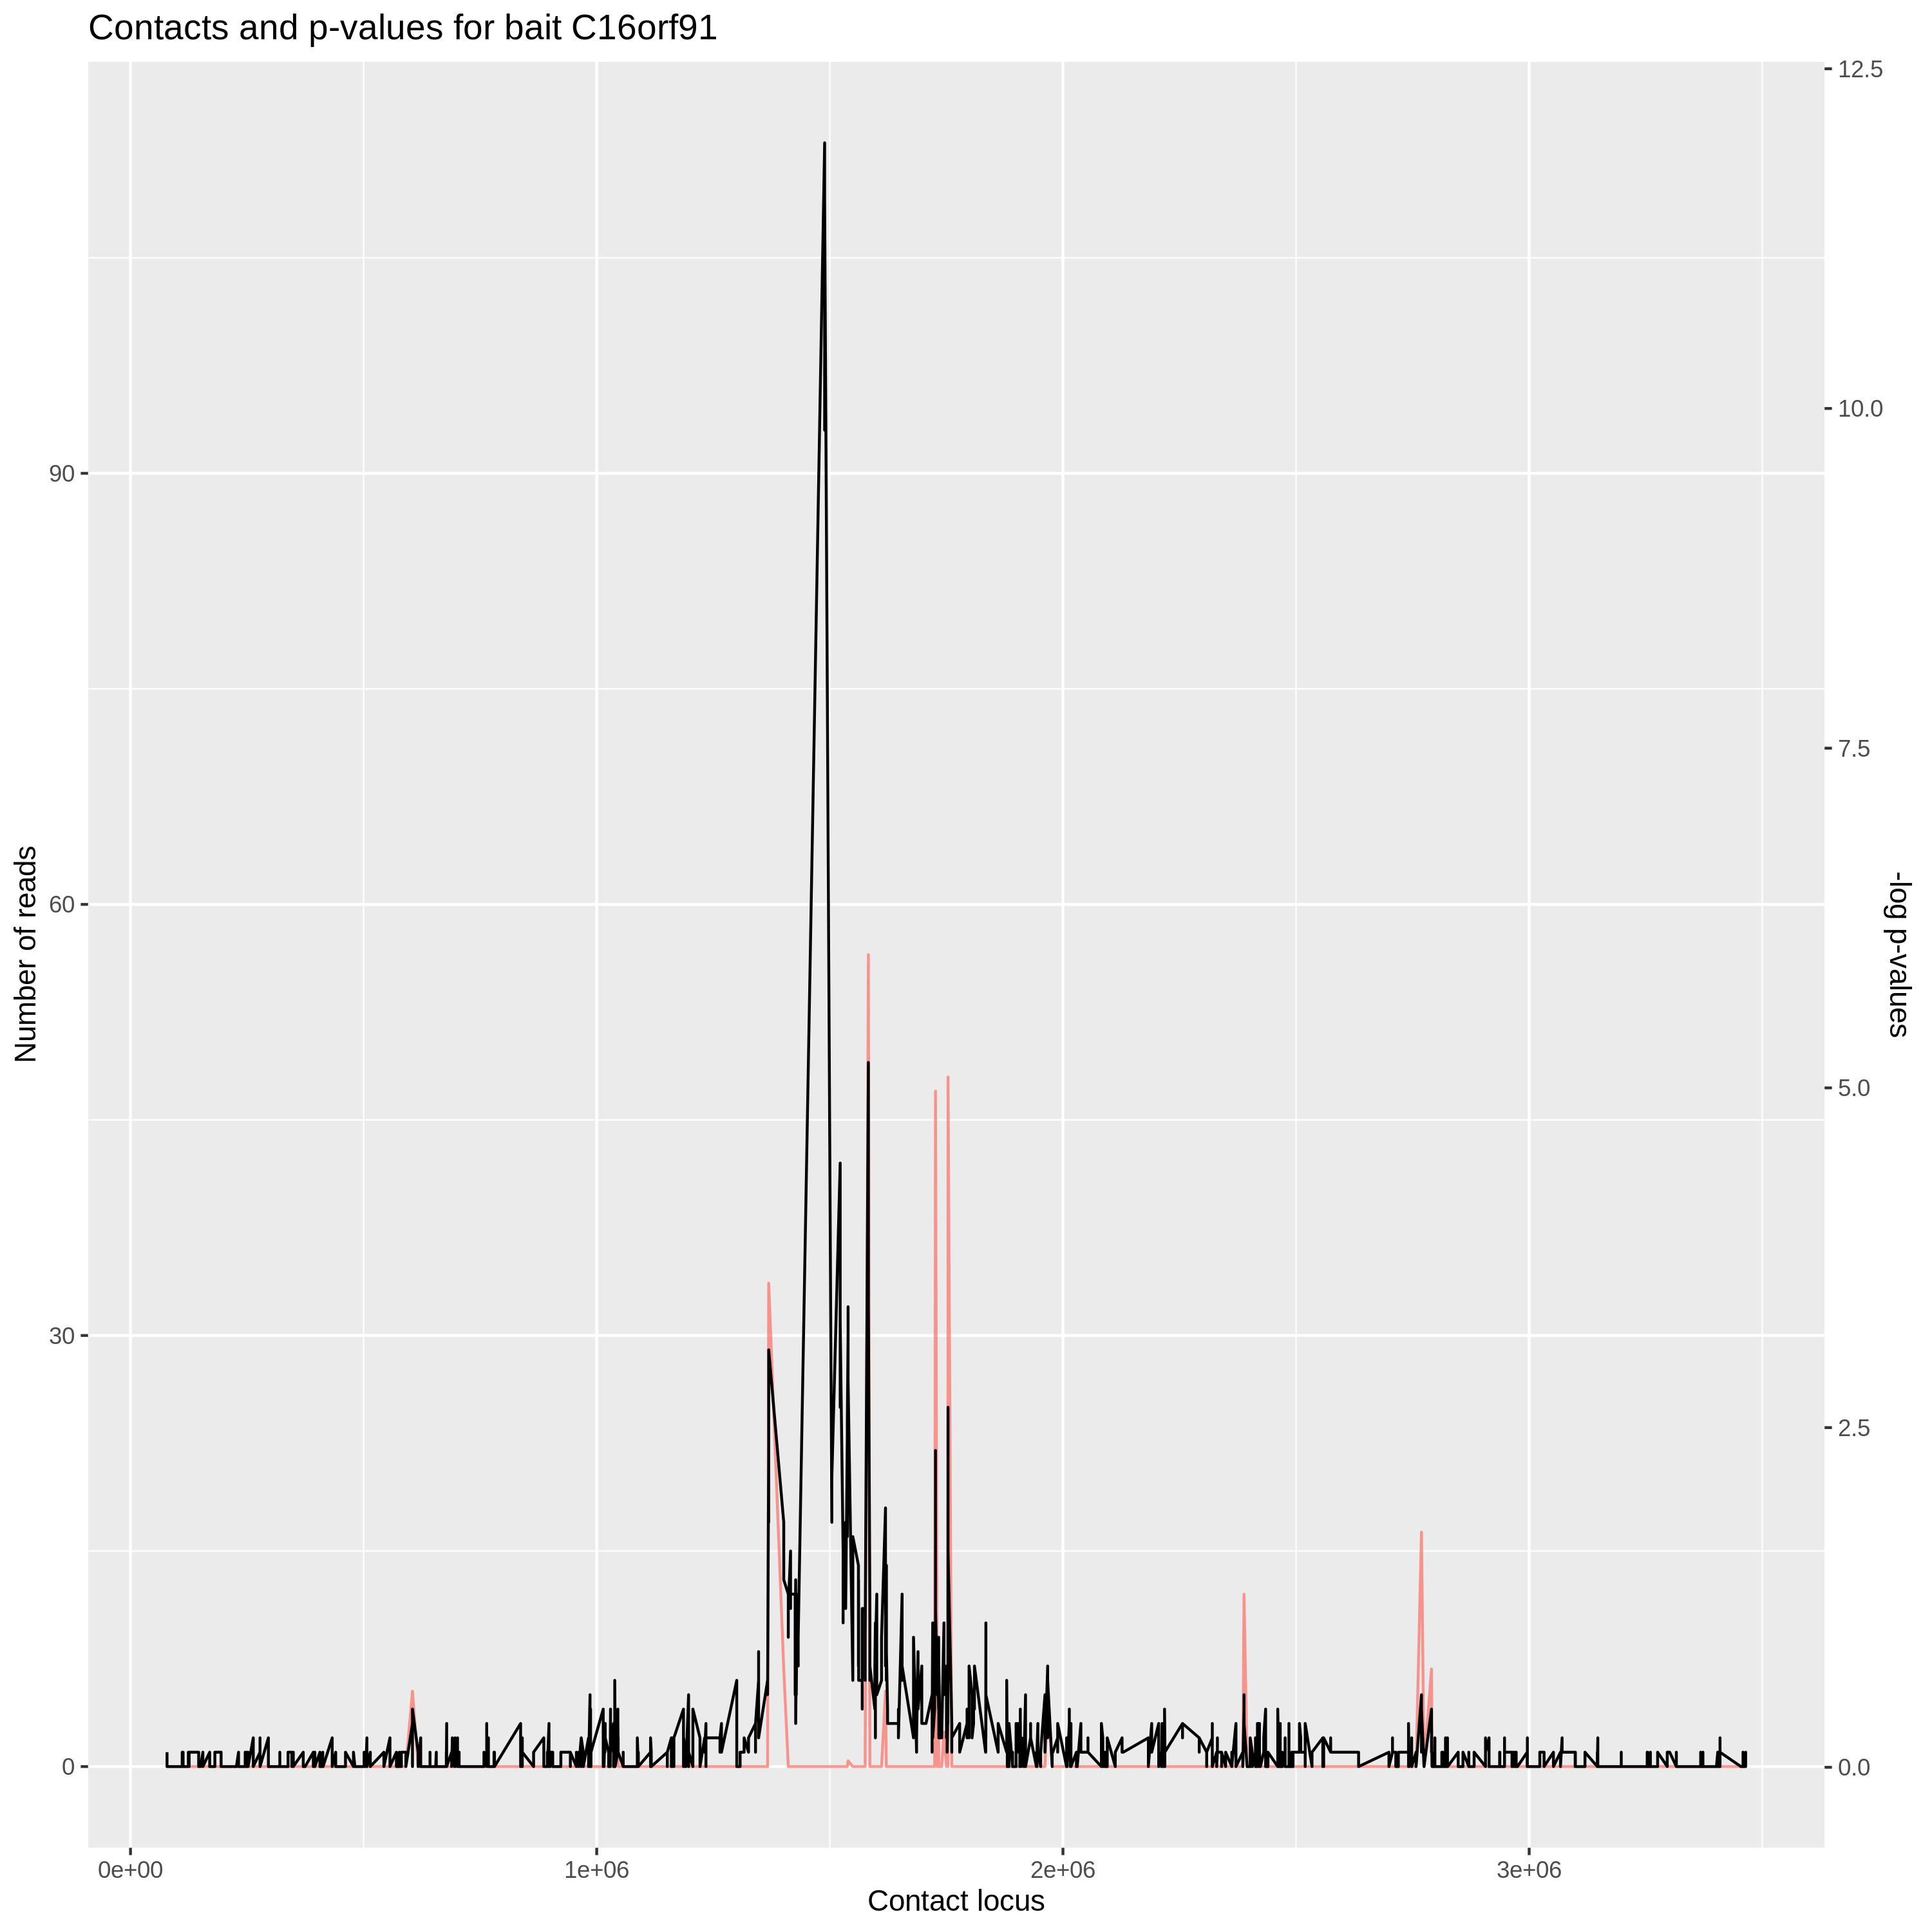 Contacts and p-values for bait C16orf91
Number of reads
90
60
30
0
12.5
10.0
7.5
5.0
2.5
0.0
-log p-values
0e+00
1e+06
2e+06
3e+06
Contact locus